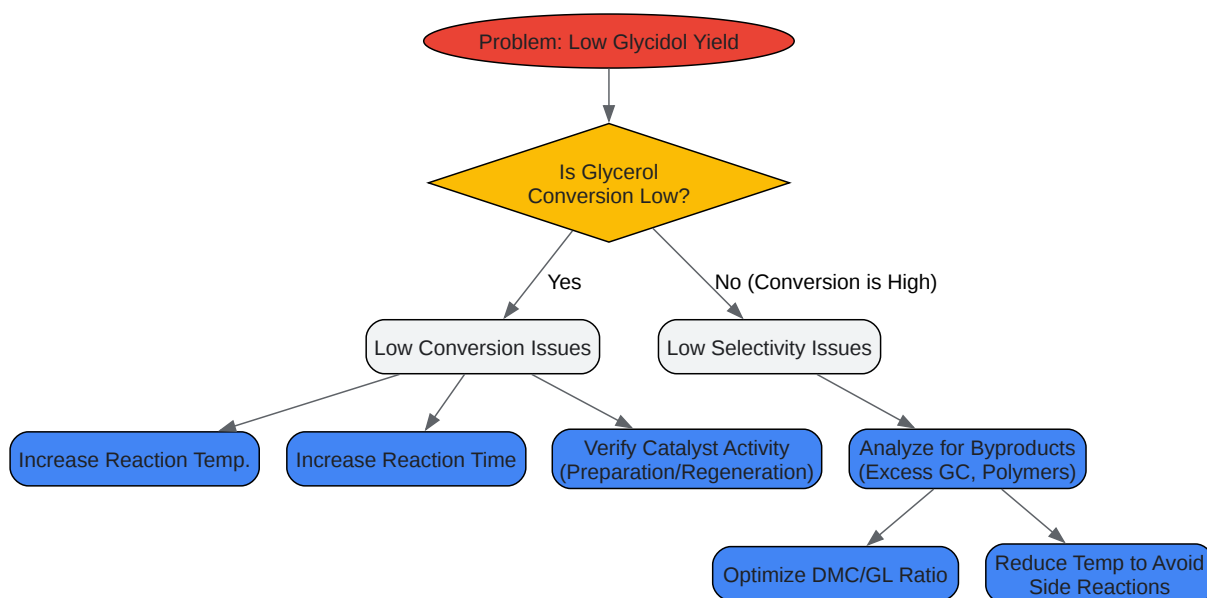 Problem: Low Glycidol Yield
Is Glycerol
Conversion Low?
Yes
No (Conversion is High)
Low Conversion Issues
Low Selectivity Issues
Increase Reaction Temp.
Increase Reaction Time
Verify Catalyst Activity
(Preparation/Regeneration)
Analyze for Byproducts
(Excess GC, Polymers)
Optimize DMC/GL Ratio
Reduce Temp to Avoid
Side Reactions